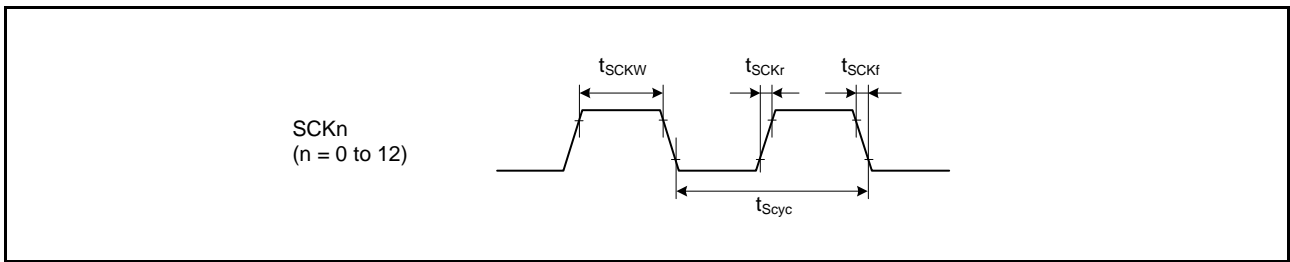 tSCKW
tSCKr
tSCKf
SCKn
(n = 0 to 12)
tScyc